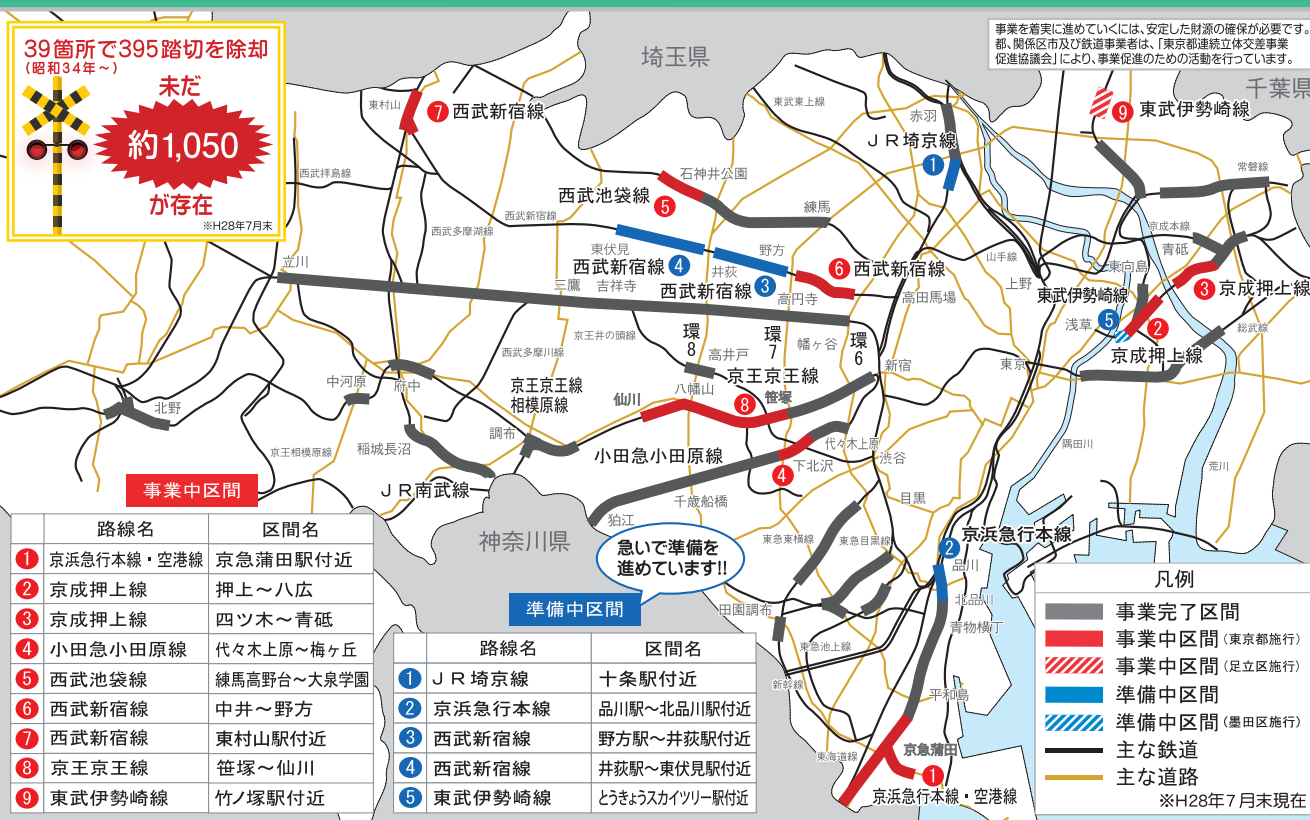 39箇所で395踏切を除却
（昭和34年～）
未だ
約1,050
が存在
※H28年7月末
事業を着実に進めていくには、安定した財源の確保が必要です。
都、関係区市及び鉄道事業者は、「東京都連続立体交差事業
促進協議会」により、事業促進のための活動を行っています。
埼玉県
千葉県
神奈川県
東村山
7 西武新宿線
西武拝島線
西武多摩湖線
西武新宿線
東武東上線
赤羽
JR埼京線
1
9 東武伊勢崎線
常磐線
石神井公園
西武池袋線
5
練馬
京成本線
青砥
東伏見
西武新宿線 4
井荻
野方
西武新宿線 3
6 西武新宿線
高円寺
高田馬場
山手線
上野
東向島
東武伊勢崎線
5
浅草
3 京成押上線
2
京成押上線
総武線
立川
三鷹
吉祥寺
京王井の頭線
西武多摩川線
環8
環7
環6
高井戸
幡ヶ谷
新宿
東京
中河原
府中
北野
京王京王線
相模原線
仙川
八幡山
京王京王線
8
笹塚
調布
稲城長沼
京王相模原線
JR南武線
小田急小田原線
代々木上原
下北沢
4
渋谷
隅田川
荒川
千歳船橋
狛江
目黒
東急東横線
東急目黒線
京浜急行本線
2
品川
北品川
青物横丁
田園調布
東急池上線
新幹線
平和島
東海道線
京急蒲田
1
京浜急行本線・空港線
事業中区間
路線名 区間名
1 京浜急行本線・空港線 京急蒲田駅付近
2 京成押上線 押上～八広
3 京成押上線 四ツ木～青砥
4 小田急小田原線 代々木上原～梅ヶ丘
5 西武池袋線 練馬高野台～大泉学園
6 西武新宿線 中井～野方
7 西武新宿線 東村山駅付近
8 京王京王線 笹塚～仙川
9 東武伊勢崎線 竹ノ塚駅付近
急いで準備を
進めています!!
準備中区間
路線名 区間名
1 JR埼京線 十条駅付近
2 京浜急行本線 品川駅～北品川駅付近
3 西武新宿線 野方駅～井荻駅付近
4 西武新宿線 井荻駅～東伏見駅付近
5 東武伊勢崎線 とうきょうスカイツリー駅付近
凡例
事業完了区間
事業中区間（東京都施行）
事業中区間（足立区施行）
準備中区間
準備中区間（墨田区施行）
主な鉄道
主な道路
※H28年7月末現在